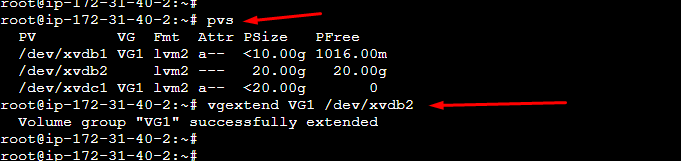 root@ip-172-31-40-2:~#
root@ip-172-31-40-2:~# pvs
  PV         VG  Fmt  Attr PSize   PFree
  /dev/xvdb1 VG1 lvm2 a--  <10.00g 1016.00m
  /dev/xvdb2     lvm2 ---   20.00g   20.00g
  /dev/xvdc1 VG1 lvm2 a--  <20.00g       0
root@ip-172-31-40-2:~# vgextend VG1 /dev/xvdb2
  Volume group "VG1" successfully extended
root@ip-172-31-40-2:~#
root@ip-172-31-40-2:~#